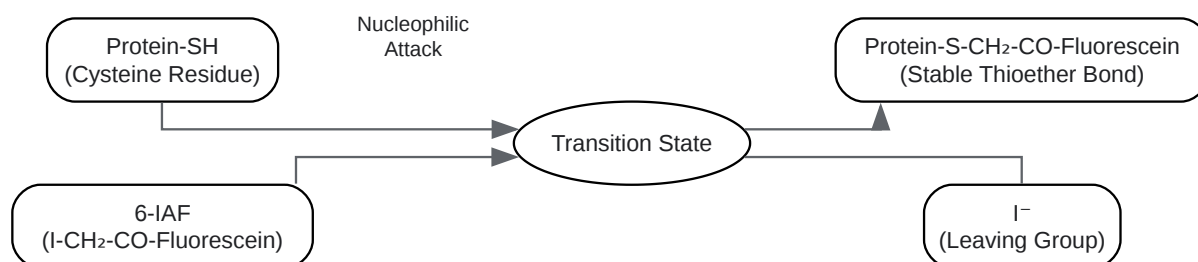 Protein-SH
(Cysteine Residue)
Nucleophilic
Attack
Protein-S-CH₂-CO-Fluorescein
(Stable Thioether Bond)
Transition State
6-IAF
(I-CH₂-CO-Fluorescein)
I⁻
(Leaving Group)